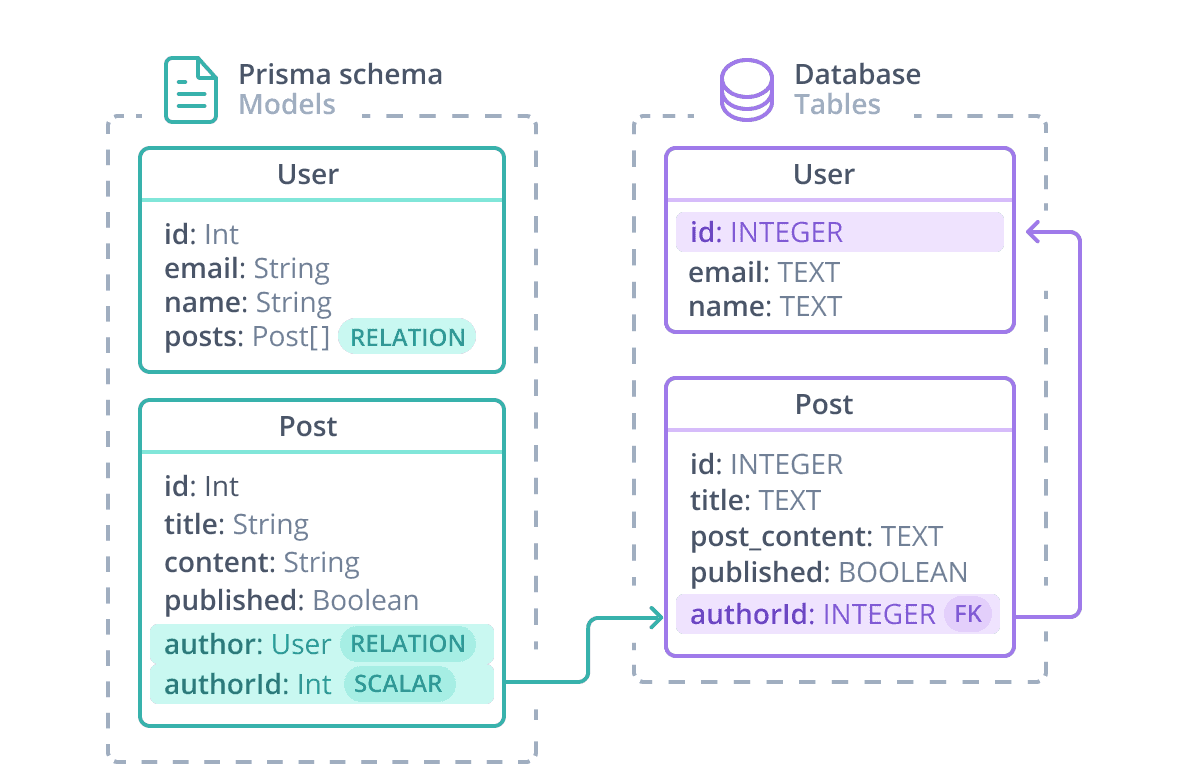 Prisma schema
Models
User
id: Int
email: String
name: String
posts: Post[] RELATION
Post
id: Int
title: String
content: String
published: Boolean
author: User RELATION
authorId: Int SCALAR
Database
Tables
User
id: INTEGER
email: TEXT
name: TEXT
Post
id: INTEGER
title: TEXT
post_content: TEXT
published: BOOLEAN
authorId: INTEGER FK